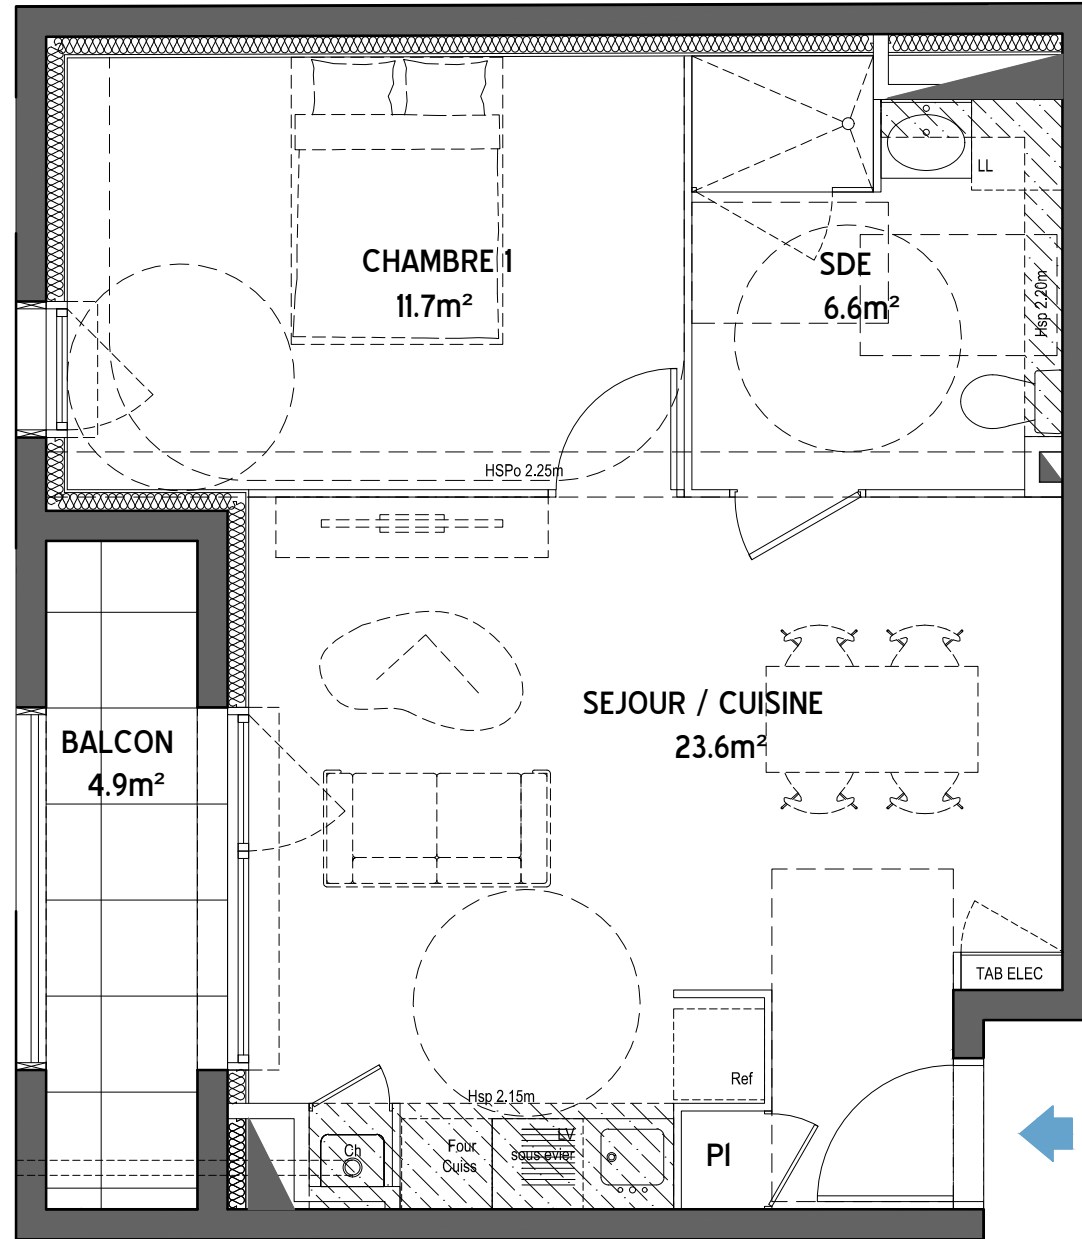 LL
CHAMBRE 1
11.7m²
SDE
6.6m²
Hsp 2.20m
HSPo 2.25m
SEJOUR / CUISINE
23.6m²
BALCON
4.9m²
TAB ELEC
Ref
Hsp 2.15m
Ch
Four
Cuiss
LV
sous evier
Pl